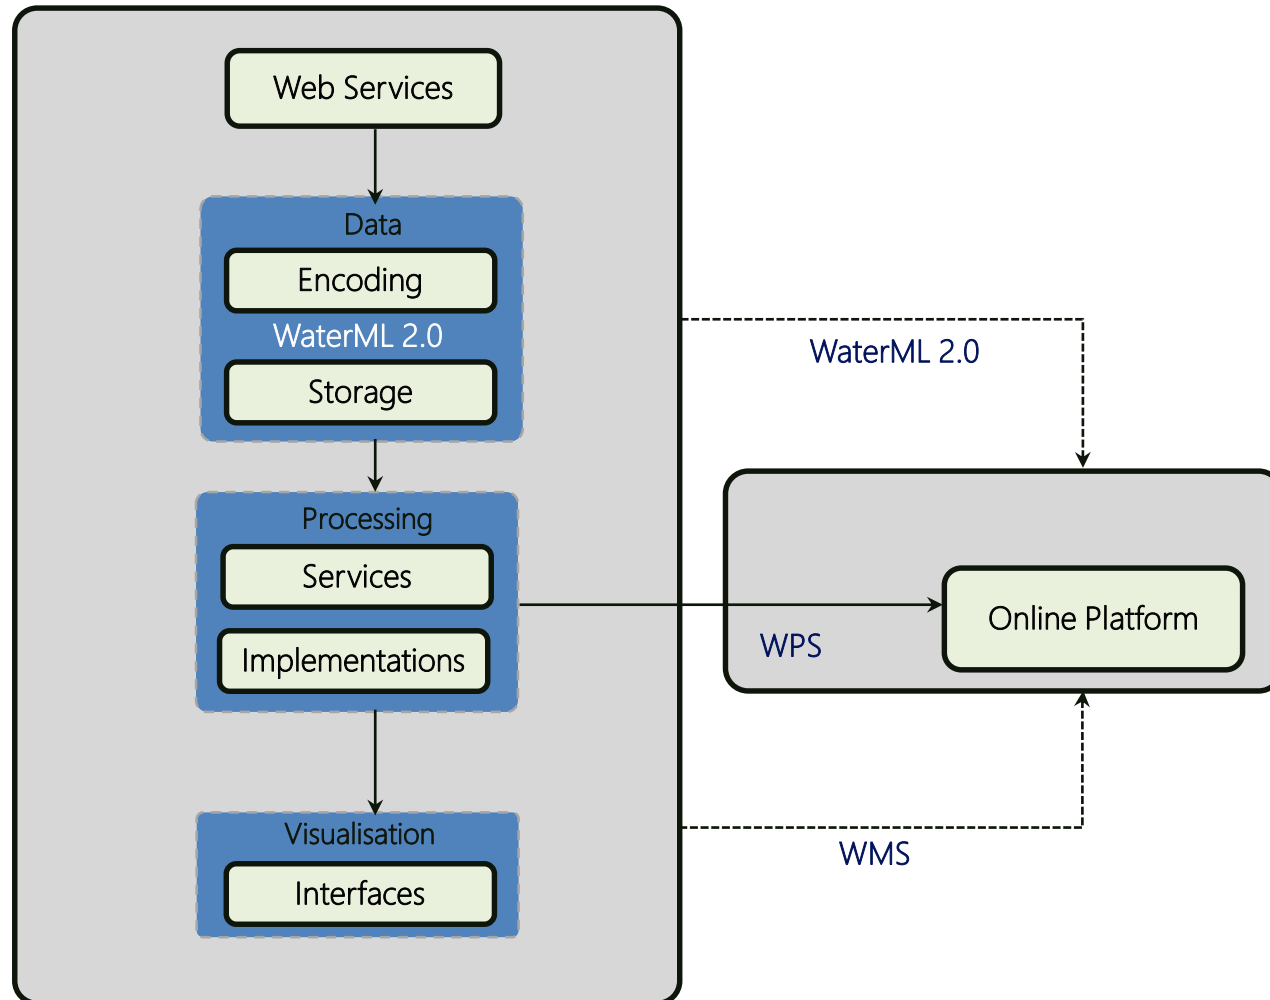 Web Services
Data
Encoding
WaterML 2.0
Storage
Processing
Services
Implementations
Visualisation
Interfaces
WaterML 2.0
WPS
Online Platform
WMS